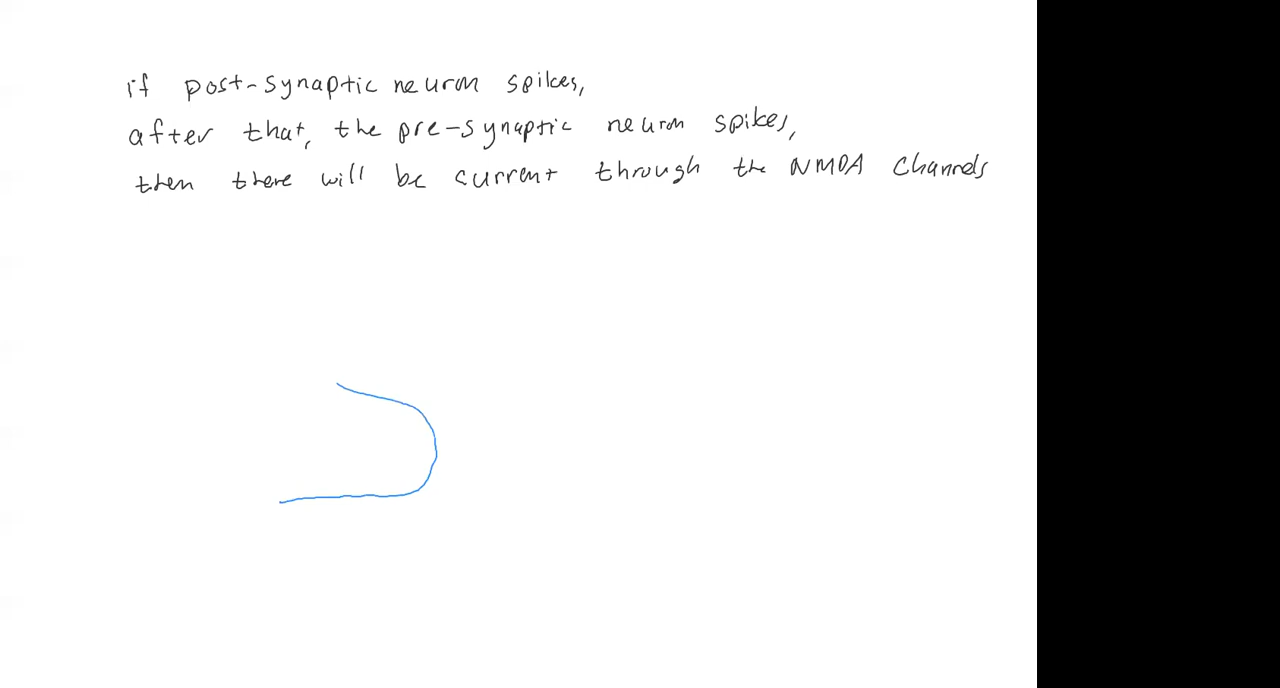 if post-synaptic neuron spikes,
after that, the pre-synaptic neuron spikes,
then there will be current through the NMDA channels